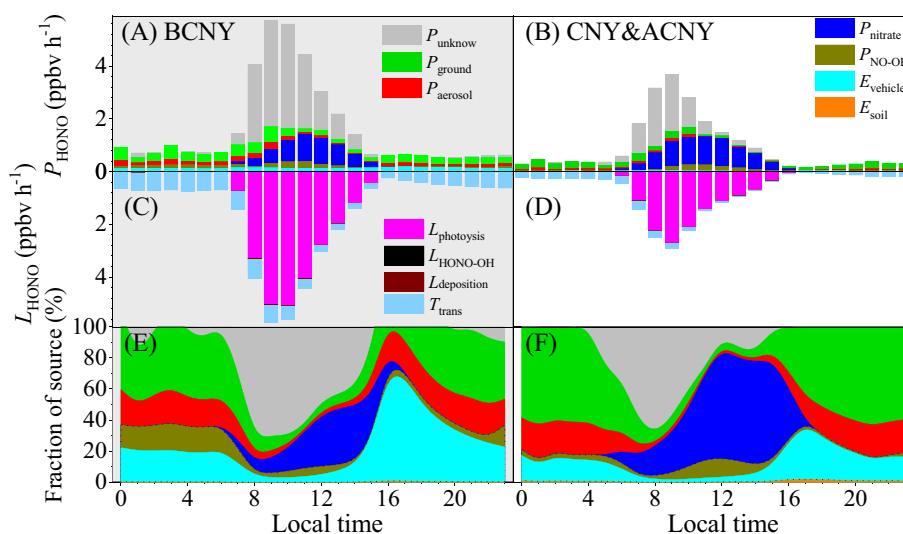 (A) BCNY
P_unknow
P_ground
P_aerosol
(B) CNY&ACNY
P_nitrate
P_NO-OH
E_vehicle
E_soil
P_HONO (ppbv h⁻¹)
4
2
0
(C)
L_photoysis
L_HONO-OH
L_deposition
T_trans
(D)
L_HONO (ppbv h⁻¹)
2
4
(E)
(F)
Fraction of source (%)
100
80
60
40
20
0
0 4 8 12 16 20
0 4 8 12 16 20
Local time
Local time